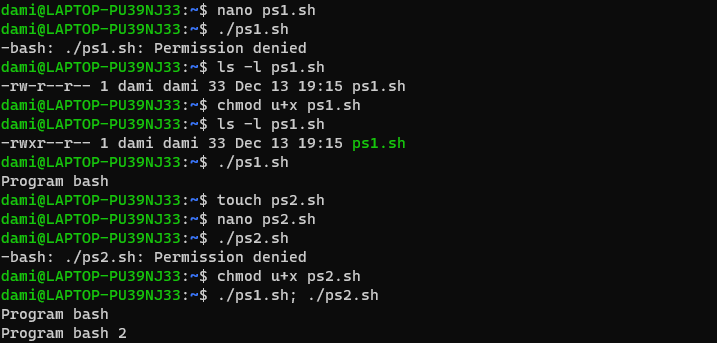 dami@LAPTOP-PU39NJ33:~$ nano ps1.sh
dami@LAPTOP-PU39NJ33:~$ ./ps1.sh
-bash: ./ps1.sh: Permission denied
dami@LAPTOP-PU39NJ33:~$ ls -l ps1.sh
-rw-r--r-- 1 dami dami 33 Dec 13 19:15 ps1.sh
dami@LAPTOP-PU39NJ33:~$ chmod u+x ps1.sh
dami@LAPTOP-PU39NJ33:~$ ls -l ps1.sh
-rwxr--r-- 1 dami dami 33 Dec 13 19:15 ps1.sh
dami@LAPTOP-PU39NJ33:~$ ./ps1.sh
Program bash
dami@LAPTOP-PU39NJ33:~$ touch ps2.sh
dami@LAPTOP-PU39NJ33:~$ nano ps2.sh
dami@LAPTOP-PU39NJ33:~$ ./ps2.sh
-bash: ./ps2.sh: Permission denied
dami@LAPTOP-PU39NJ33:~$ chmod u+x ps2.sh
dami@LAPTOP-PU39NJ33:~$ ./ps1.sh; ./ps2.sh
Program bash
Program bash 2